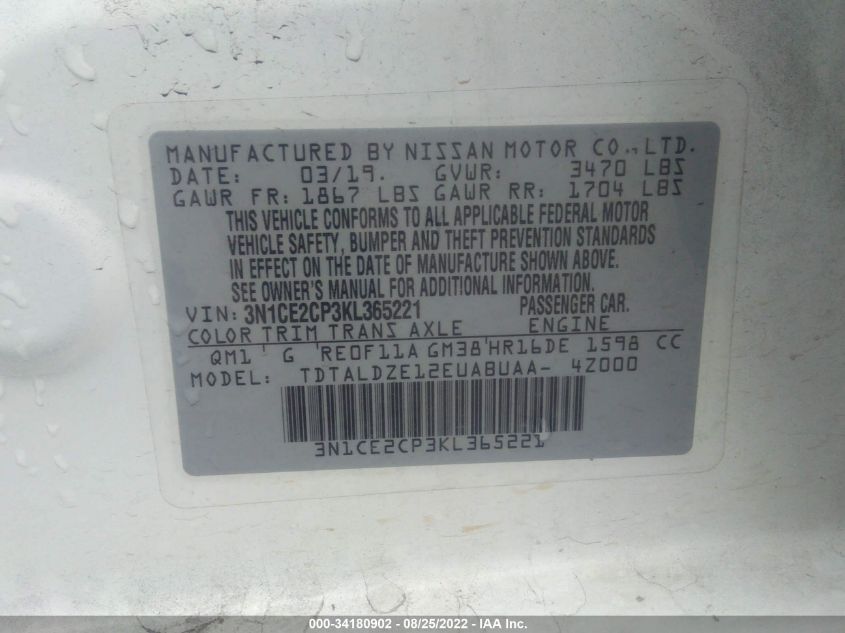 MANUFACTURED BY NISSAN MOTOR CO., LTD.
DATE: 03/19. GVWR: 3470 LBS
GAWR FR: 1867 LBS GAWR RR: 1704 LBS
THIS VEHICLE CONFORMS TO ALL APPLICABLE FEDERAL MOTOR
VEHICLE SAFETY, BUMPER AND THEFT PREVENTION STANDARDS
IN EFFECT ON THE DATE OF MANUFACTURE SHOWN ABOVE.
SEE OWNER'S MANUAL FOR ADDITIONAL INFORMATION.
VIN: 3N1CE2CP3KL365221 PASSENGER CAR.
COLOR TRIM TRANS AXLE ENGINE
QM1 G RE0F11A GM38 HR16DE 1598 CC
MODEL: TDTALDZE12EUABUAA- 4Z000
3N1CE2CP3KL365221
000-34180902 - 08/25/2022 - IAA Inc.